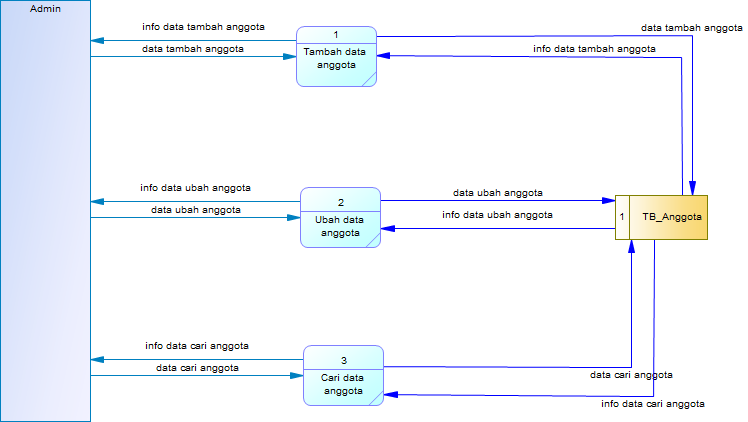 Admin
info data tambah anggota
data tambah anggota
1
Tambah data
anggota
data tambah anggota
info data tambah anggota
info data ubah anggota
data ubah anggota
2
Ubah data
anggota
data ubah anggota
info data ubah anggota
1
TB_Anggota
info data cari anggota
data cari anggota
3
Cari data
anggota
data cari anggota
info data cari anggota